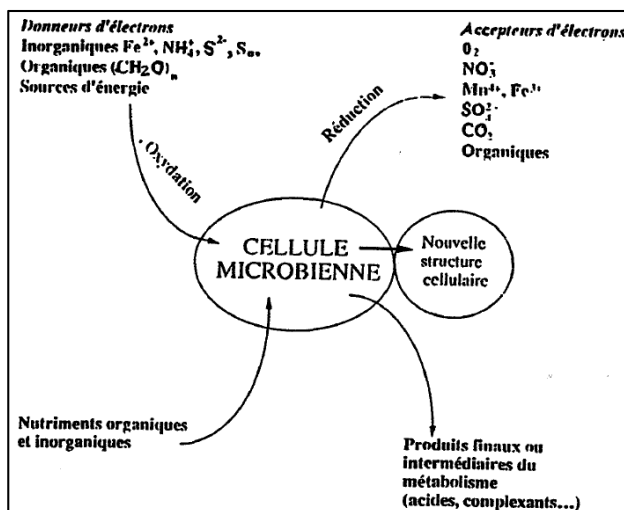 Donneurs d'électrons
Inorganiques Fe²⁺, NH₄⁺, S²⁻, Sₙ,
Organiques (CH₂O)ₙ
Sources d'énergie
Accepteurs d'électrons
O₂
NO₃⁻
Mn⁴⁺, Fe³⁺
SO₄²⁻
CO₂
Organiques
Oxydation
Réduction
CELLULE
MICROBIENNE
Nouvelle
structure
cellulaire
Nutriments organiques
et inorganiques
Produits finaux ou
intermédiaires du
métabolisme
(acides, complexants...)